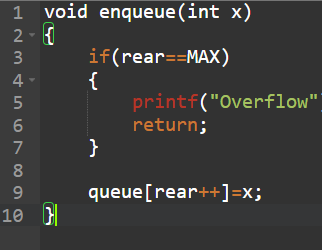 1 void enqueue(int x)
2 {
3 if(rear==MAX)
4 {
5 printf("Overflow"
6 return;
7 }
8
9 queue[rear++]=x;
10 }